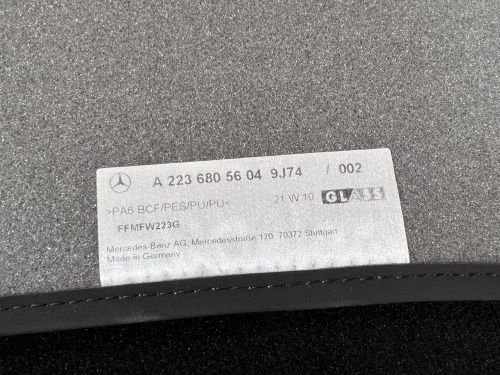 A 223 680 56 04 9J74 / 002
>PA6 BCF/PES/PU/PU< 21 W 10 GLASS
FFMFW223G
Mercedes-Benz AG, Mercedesstraße 120, 70372 Stuttgart
Made in Germany